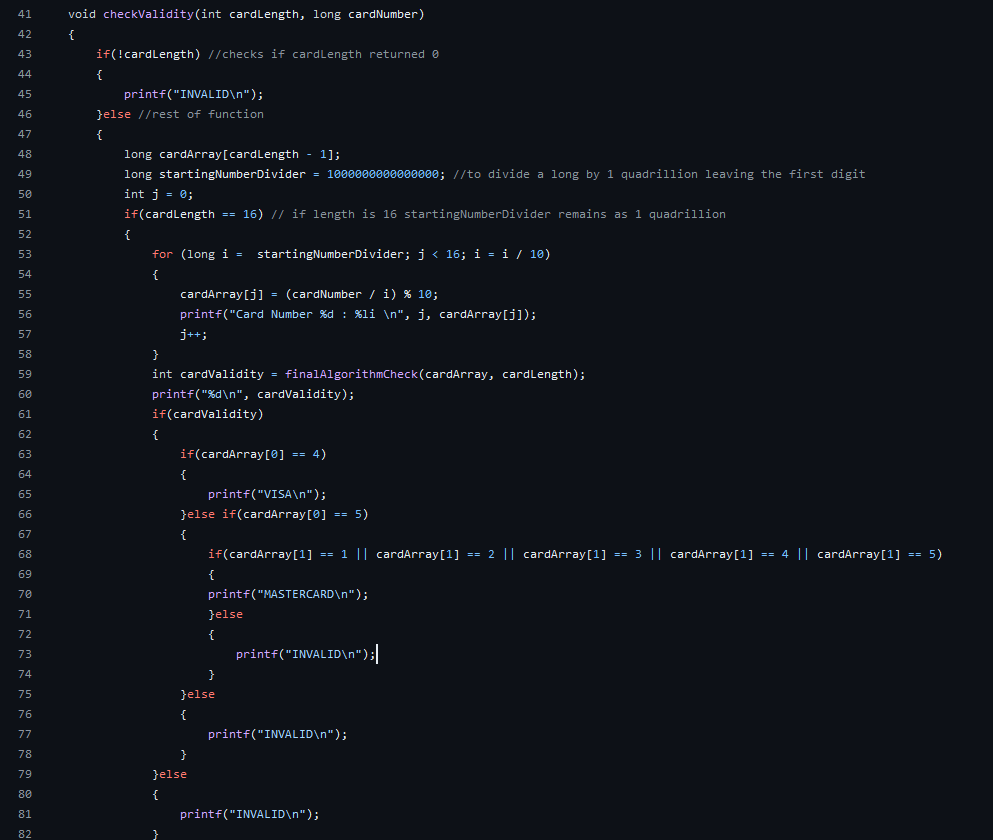 41 void checkValidity(int cardLength, long cardNumber)
42 {
43     if(!cardLength) //checks if cardLength returned 0
44     {
45         printf("INVALID\n");
46     }else //rest of function
47     {
48         long cardArray[cardLength - 1];
49         long startingNumberDivider = 1000000000000000; //to divide a long by 1 quadrillion leaving the first digit
50         int j = 0;
51         if(cardLength == 16) // if length is 16 startingNumberDivider remains as 1 quadrillion
52         {
53             for (long i =  startingNumberDivider; j < 16; i = i / 10)
54             {
55                 cardArray[j] = (cardNumber / i) % 10;
56                 printf("Card Number %d : %li \n", j, cardArray[j]);
57                 j++;
58             }
59             int cardValidity = finalAlgorithmCheck(cardArray, cardLength);
60             printf("%d\n", cardValidity);
61             if(cardValidity)
62             {
63                 if(cardArray[0] == 4)
64                 {
65                     printf("VISA\n");
66                 }else if(cardArray[0] == 5)
67                 {
68                     if(cardArray[1] == 1 || cardArray[1] == 2 || cardArray[1] == 3 || cardArray[1] == 4 || cardArray[1] == 5)
69                     {
70                     printf("MASTERCARD\n");
71                     }else
72                     {
73                         printf("INVALID\n");
74                     }
75                 }else
76                 {
77                     printf("INVALID\n");
78                 }
79             }else
80             {
81                 printf("INVALID\n");
82             }